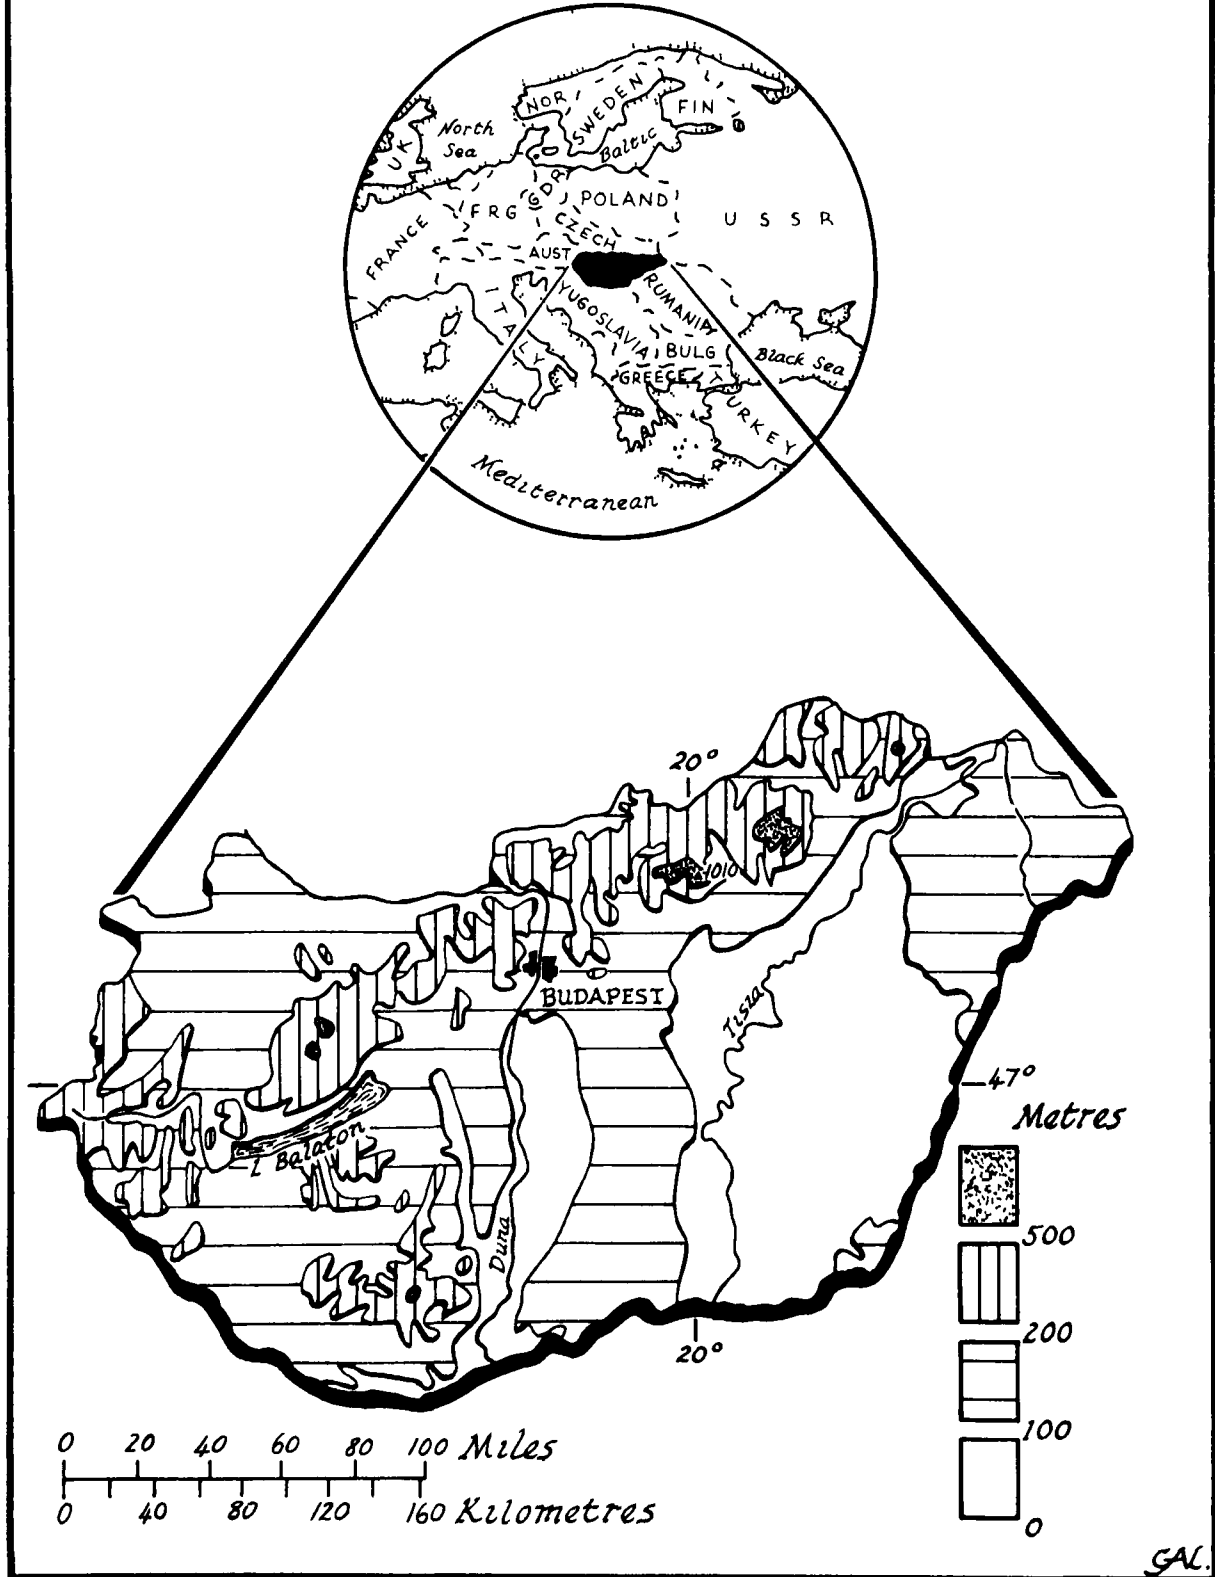 NOR
SWEDEN
FIN
North
Sea
Baltic
UK
GDR
POLAND
FRG
U S S R
CZECH
FRANCE
AUST
RUMANIA
YUGOSLAVIA
ITALY
BULG
Black Sea
GREECE
TURKEY
Mediterranean
20°
1010
BUDAPEST
Tisza
47°
Metres
L Balaton
Duna
500
200
20°
100
0
0 20 40 60 80 100 Miles
0 40 80 120 160 Kilometres
GAL.